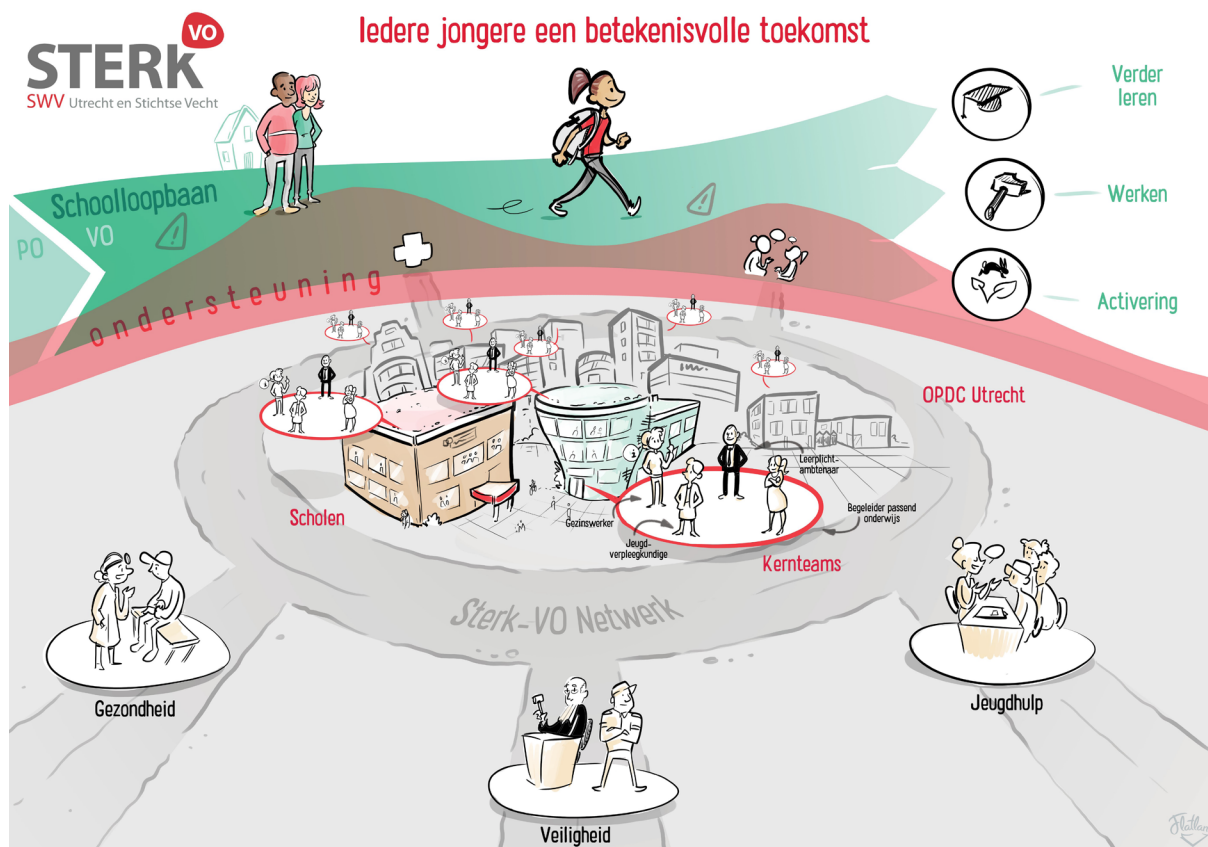 Iedere jongere een betekenisvolle toekomst
STERK VO
SWV Utrecht en Stichtse Vecht
Verder
leren
Werken
Activering
Schoolloopbaan
PO VO
ondersteuning
OPDC Utrecht
Leerplicht-
ambtenaar
Scholen
Gezinswerker
Begeleider passend
onderwijs
Jeugd-
verpleegkundige
Kernteams
Sterk-VO Netwerk
Gezondheid
Jeugdhulp
Veiligheid